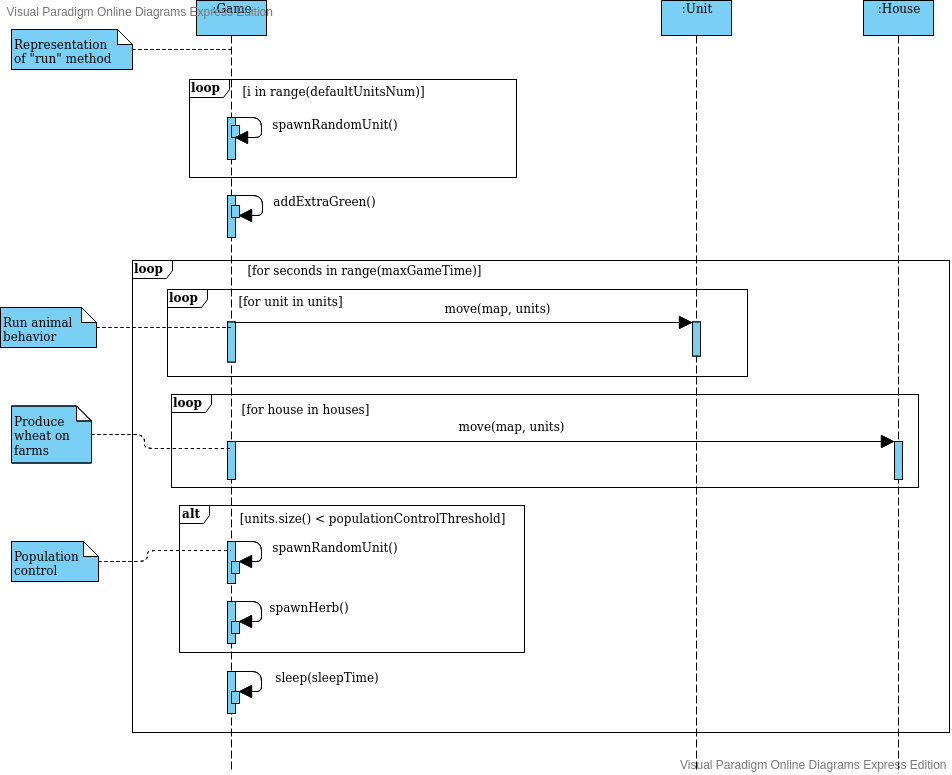 Visual Paradigm Online Diagrams Express Edition
:Game
:Unit
:House
Representation
of "run" method
loop
[i in range(defaultUnitsNum)]
spawnRandomUnit()
addExtraGreen()
loop
[for seconds in range(maxGameTime)]
loop
[for unit in units]
move(map, units)
Run animal
behavior
loop
[for house in houses]
move(map, units)
Produce
wheat on
farms
alt
[units.size() < populationControlThreshold]
spawnRandomUnit()
Population
control
spawnHerb()
sleep(sleepTime)
Visual Paradigm Online Diagrams Express Edition